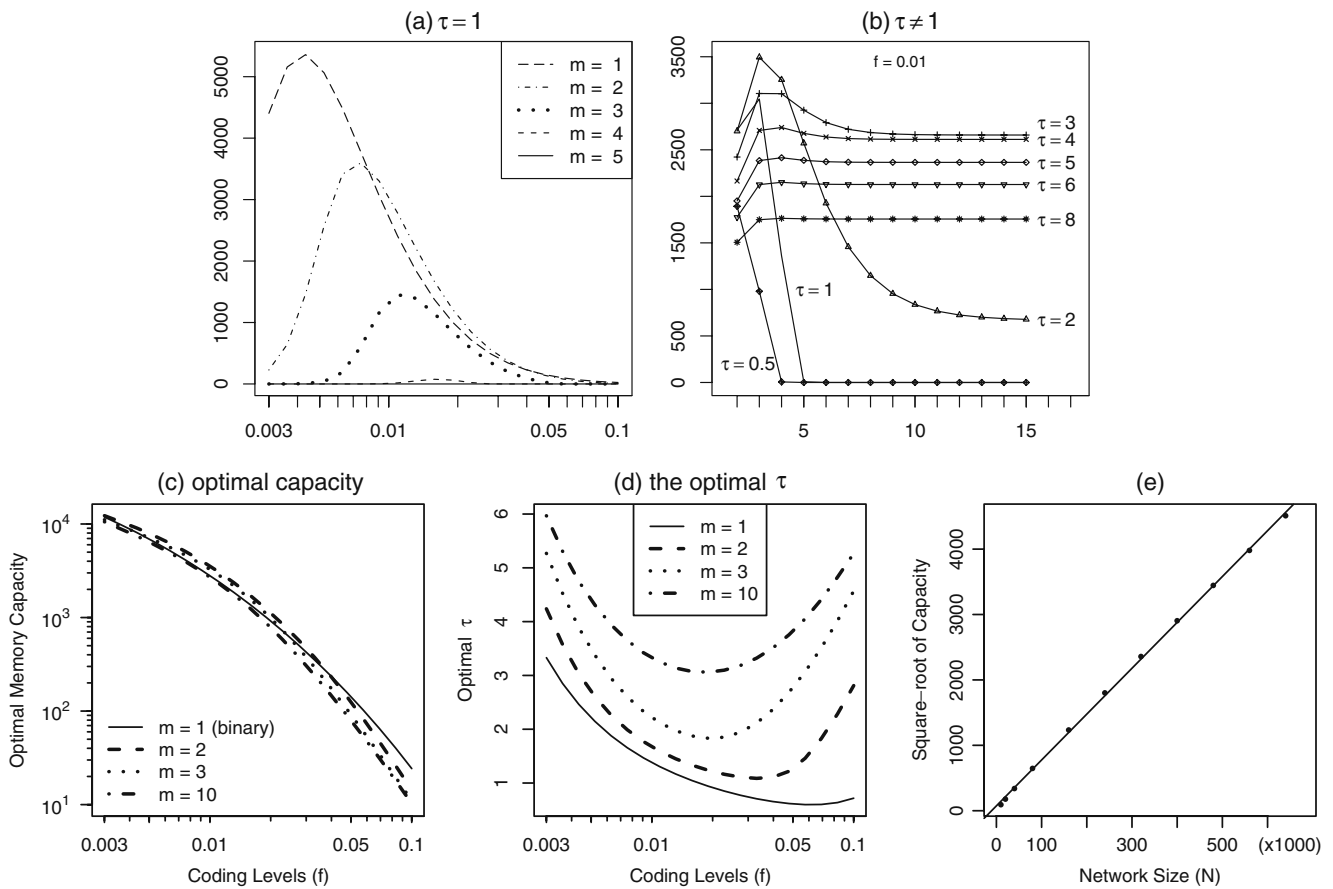 (a) τ = 1
5000
4000
3000
2000
1000
0
0.003
0.01
0.05
0.1
m = 1
m = 2
m = 3
m = 4
m = 5
(b) τ≠1
f = 0.01
3500
2500
1500
500
0
5
10
15
τ = 3
τ = 4
τ = 5
τ = 6
τ = 8
τ = 1
τ = 2
τ = 0.5
(c) optimal capacity
Optimal Memory Capacity
10^4
10^3
10^2
10^1
m = 1 (binary)
m = 2
m = 3
m = 10
0.003
0.01
0.05
0.1
Coding Levels (f)
(d) the optimal τ
Optimal τ
6
5
4
3
2
1
m = 1
m = 2
m = 3
m = 10
0.003
0.01
0.05
0.1
Coding Levels (f)
(e)
Square−root of Capacity
4000
3000
2000
1000
0
0
100
300
500
(x1000)
Network Size (N)